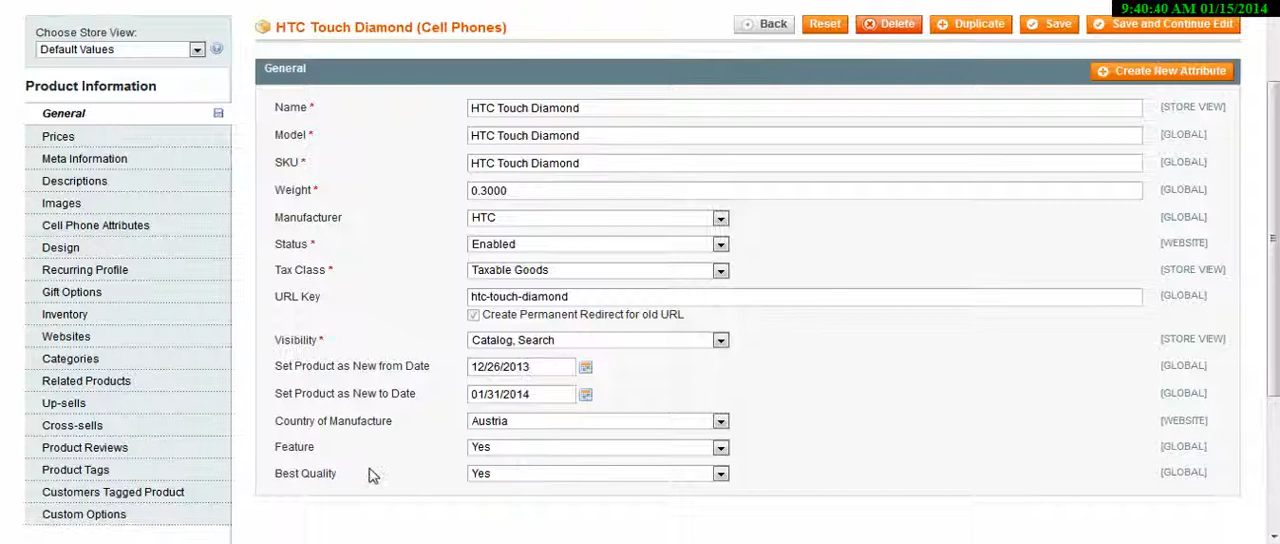 9:40:40 AM 01/15/2014
Choose Store View:
Default Values
Product Information
General
Prices
Meta Information
Descriptions
Images
Cell Phone Attributes
Design
Recurring Profile
Gift Options
Inventory
Websites
Categories
Related Products
Up-sells
Cross-sells
Product Reviews
Product Tags
Customers Tagged Product
Custom Options
HTC Touch Diamond (Cell Phones)
Back Reset Delete Duplicate Save Save and Continue Edit
General Create New Attribute
Name * HTC Touch Diamond [STORE VIEW]
Model * HTC Touch Diamond [GLOBAL]
SKU * HTC Touch Diamond [GLOBAL]
Weight * 0.3000 [GLOBAL]
Manufacturer HTC [GLOBAL]
Status * Enabled [WEBSITE]
Tax Class * Taxable Goods [STORE VIEW]
URL Key htc-touch-diamond [GLOBAL]
Create Permanent Redirect for old URL
Visibility * Catalog, Search [STORE VIEW]
Set Product as New from Date 12/26/2013 [GLOBAL]
Set Product as New to Date 01/31/2014 [GLOBAL]
Country of Manufacture Austria [WEBSITE]
Feature Yes [GLOBAL]
Best Quality Yes [GLOBAL]